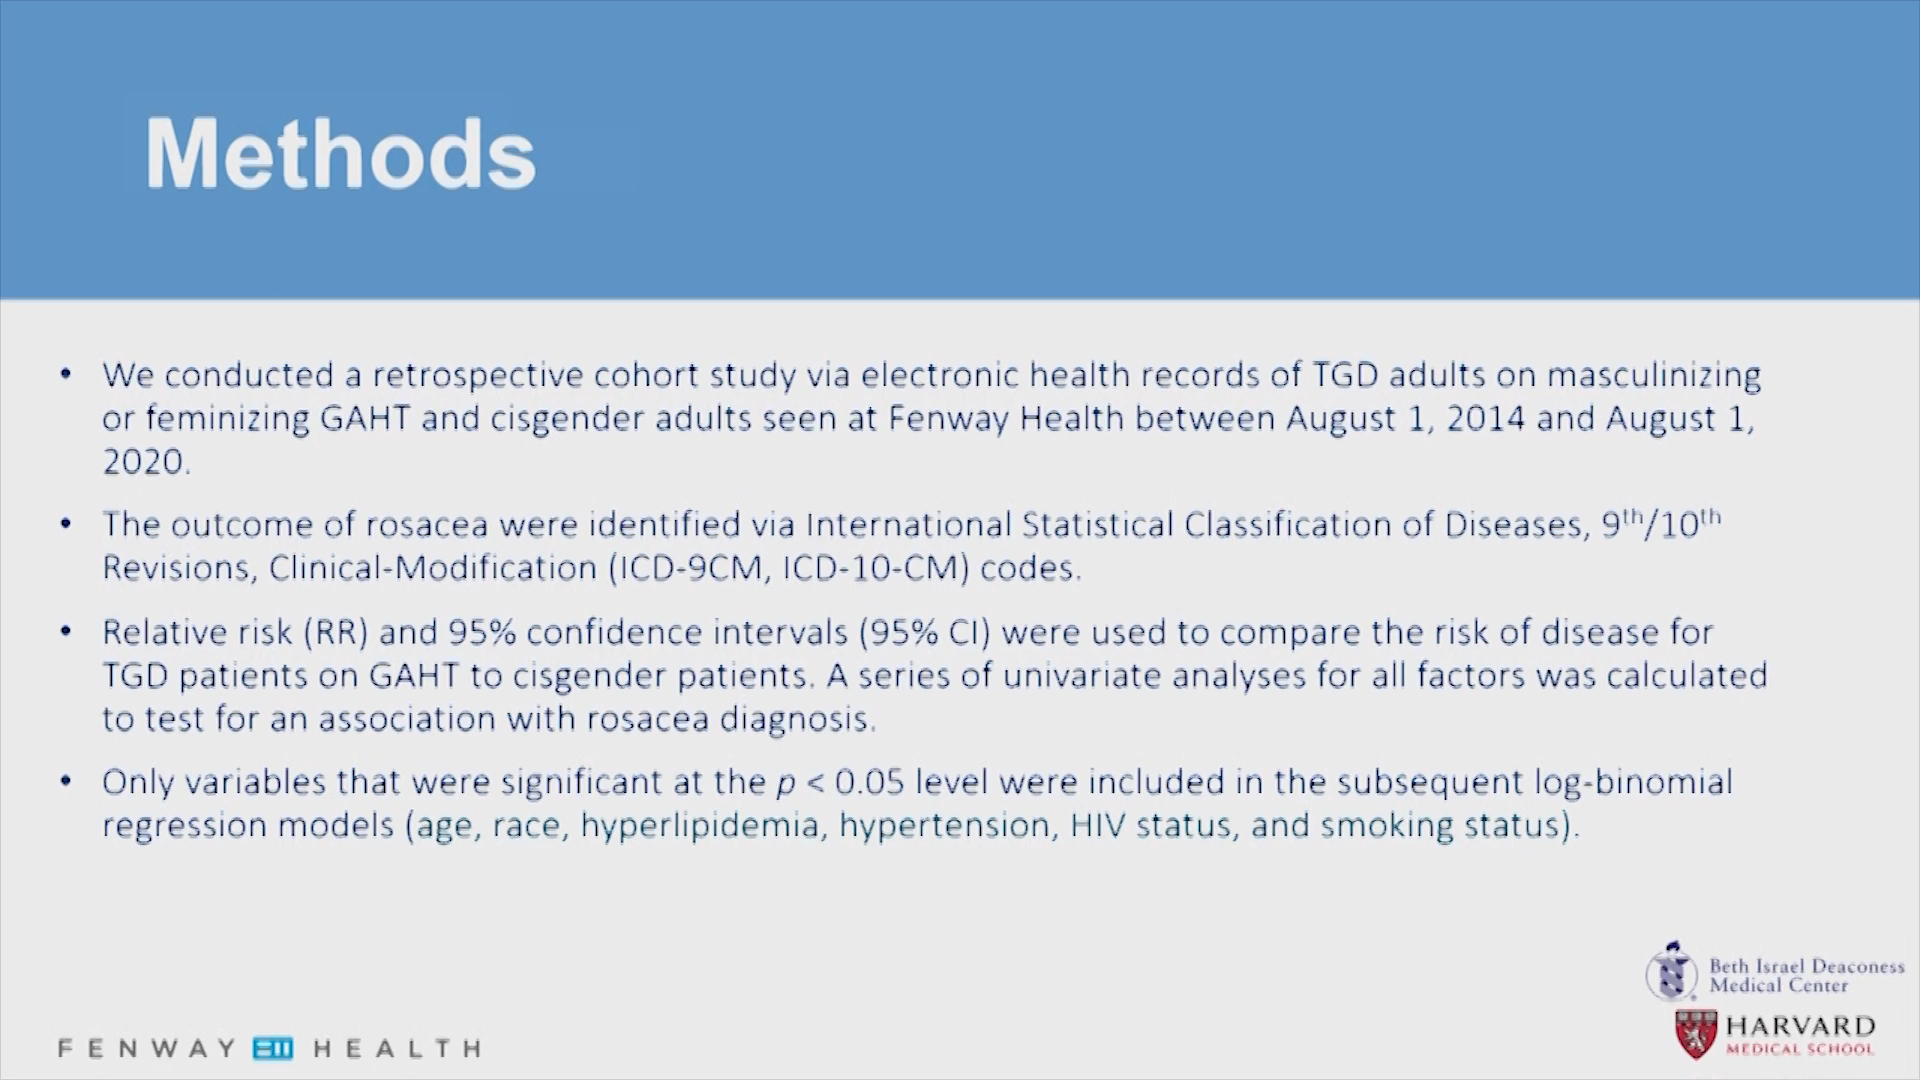 Methods
• We conducted a retrospective cohort study via electronic health records of TGD adults on masculinizing
or feminizing GAHT and cisgender adults seen at Fenway Health between August 1, 2014 and August 1,
2020.
• The outcome of rosacea were identified via International Statistical Classification of Diseases, 9th/10th
Revisions, Clinical-Modification (ICD-9CM, ICD-10-CM) codes.
• Relative risk (RR) and 95% confidence intervals (95% CI) were used to compare the risk of disease for
TGD patients on GAHT to cisgender patients. A series of univariate analyses for all factors was calculated
to test for an association with rosacea diagnosis.
• Only variables that were significant at the p < 0.05 level were included in the subsequent log-binomial
regression models (age, race, hyperlipidemia, hypertension, HIV status, and smoking status).
Beth Israel Deaconess
Medical Center
HARVARD
MEDICAL SCHOOL
FENWAY HEALTH